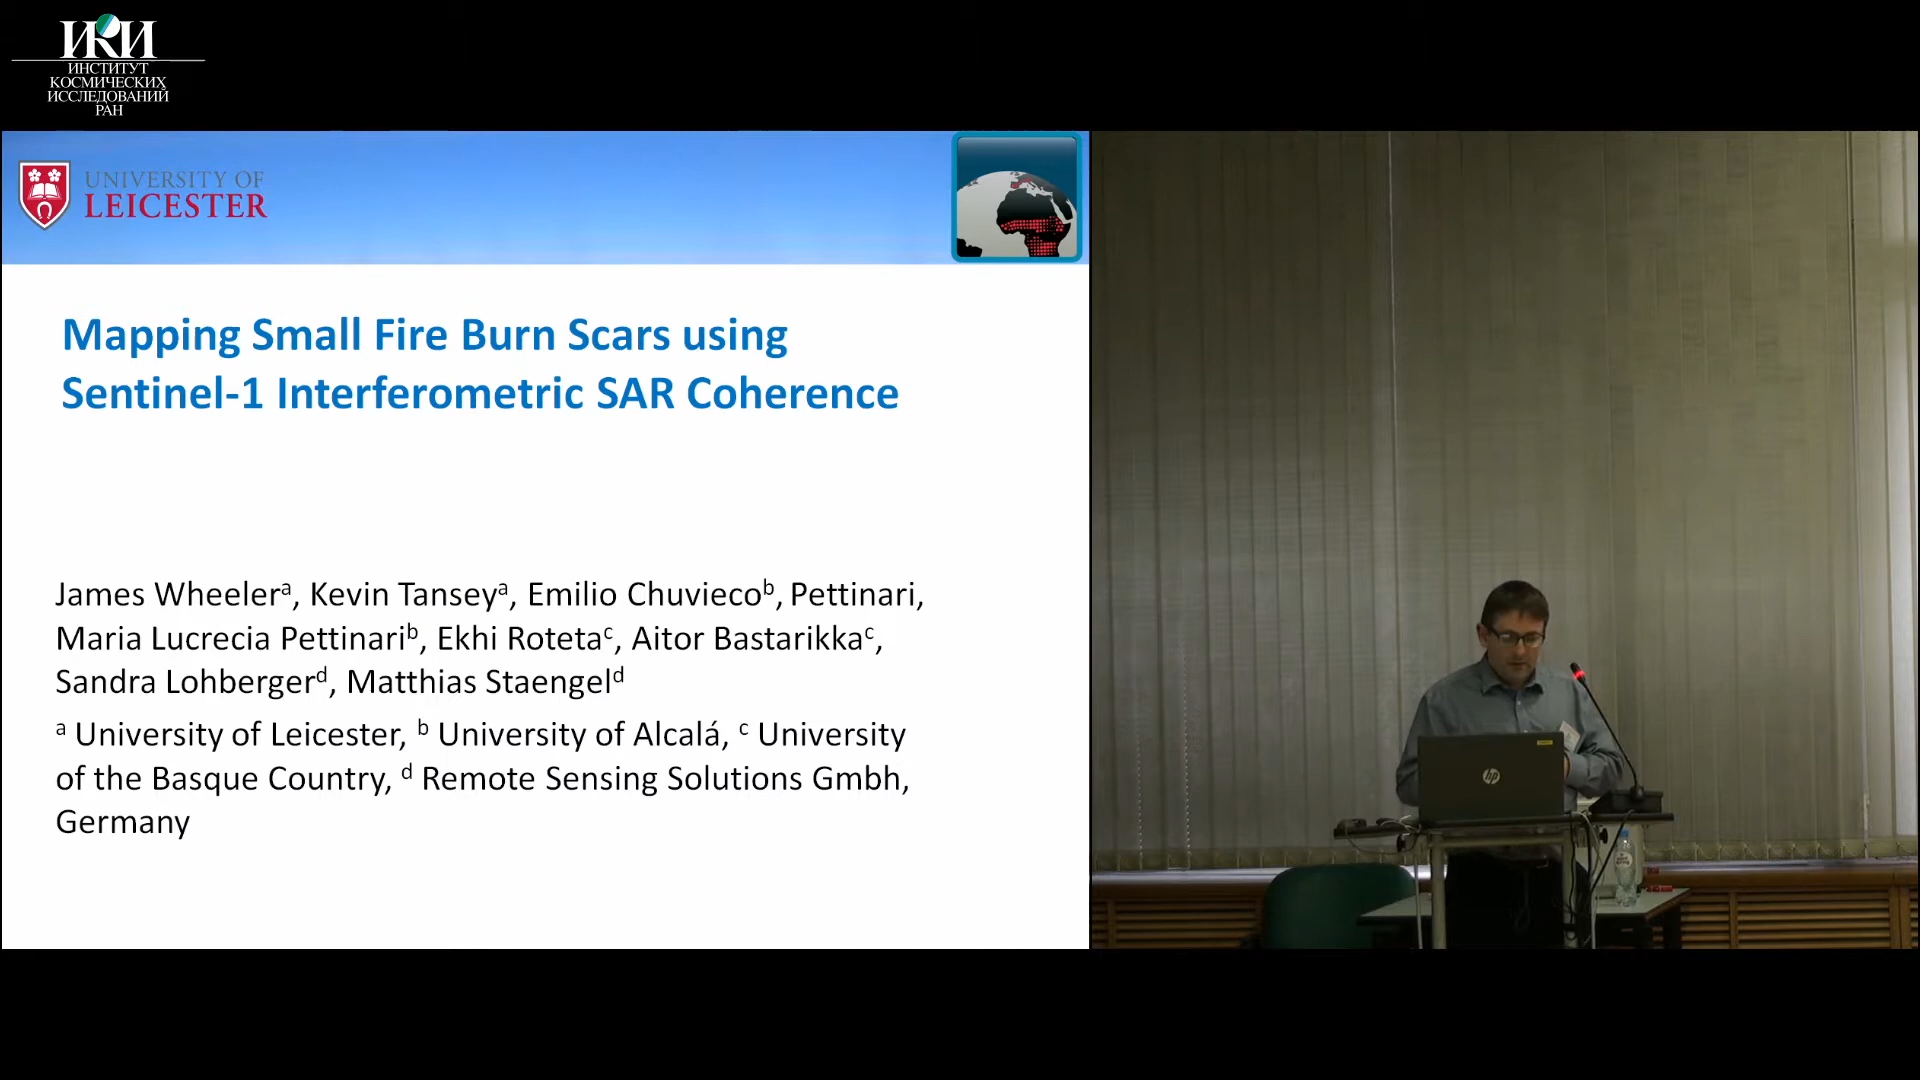 ИКИ
ИНСТИТУТ
КОСМИЧЕСКИХ
ИССЛЕДОВАНИЙ
РАН
UNIVERSITY OF
LEICESTER
Mapping Small Fire Burn Scars using
Sentinel-1 Interferometric SAR Coherence
James Wheelerᵃ, Kevin Tanseyᵃ, Emilio Chuviecoᵇ, Pettinari,
Maria Lucrecia Pettinariᵇ, Ekhi Rotetaᶜ, Aitor Bastarikkaᶜ,
Sandra Lohbergerᵈ, Matthias Staengelᵈ
ᵃ University of Leicester, ᵇ University of Alcalá, ᶜ University
of the Basque Country, ᵈ Remote Sensing Solutions Gmbh,
Germany
hp